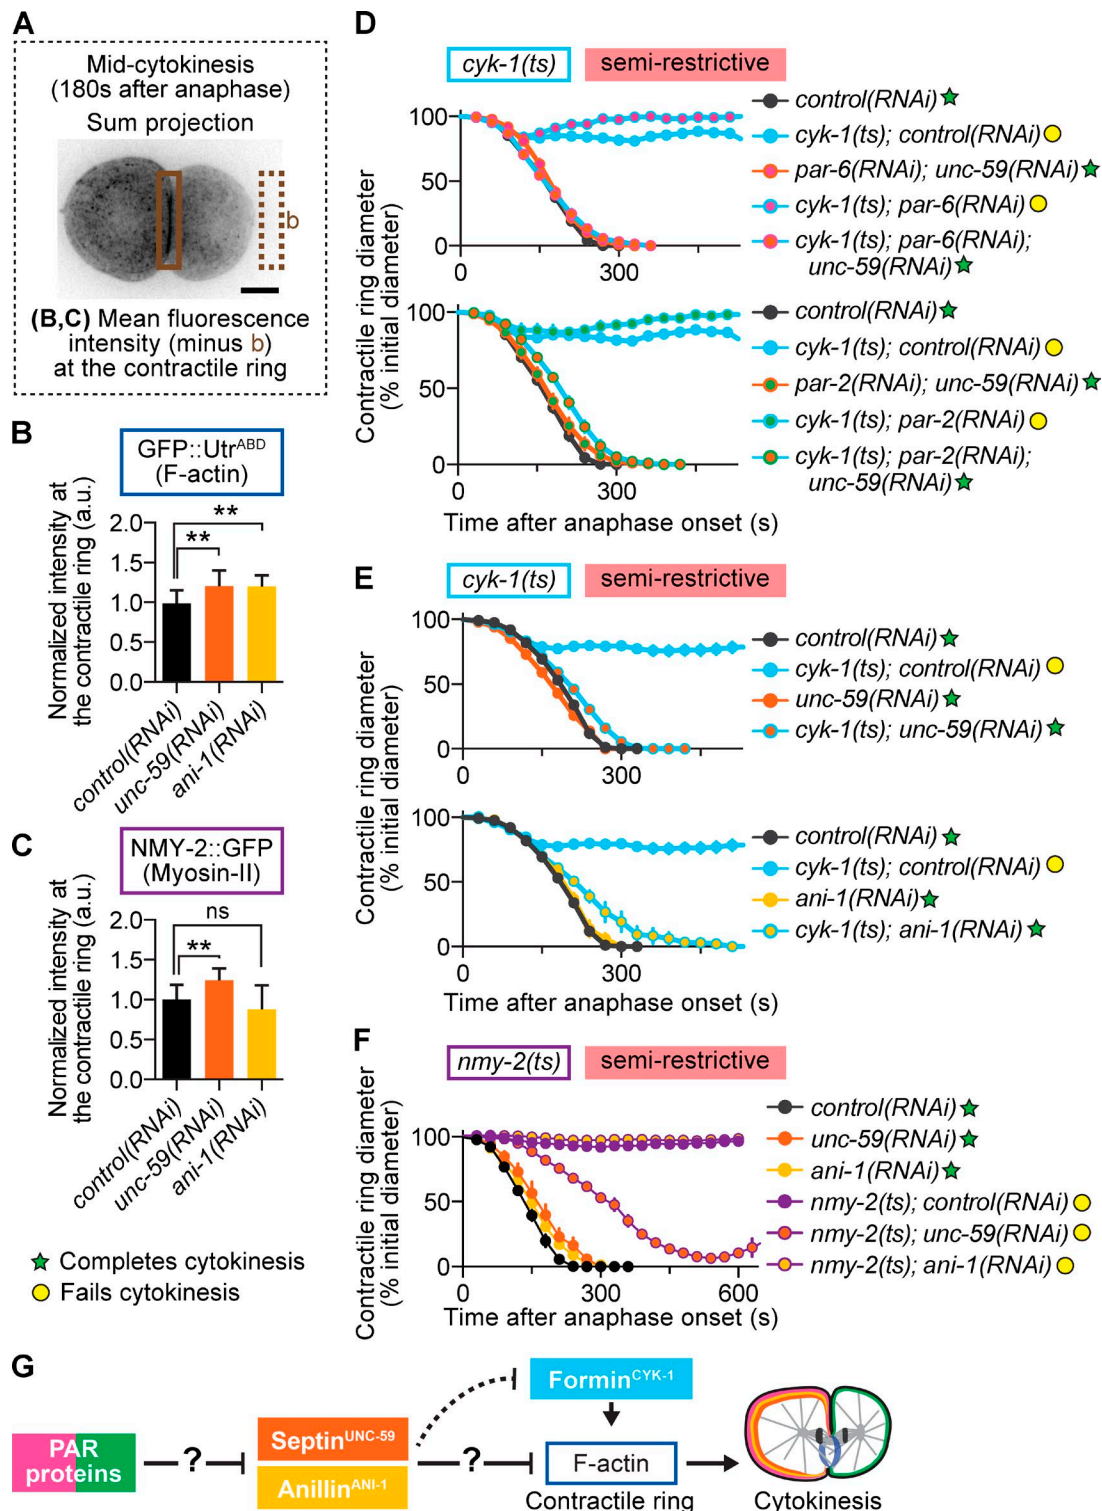 A
Mid-cytokinesis
(180s after anaphase)
Sum projection
b
(B,C) Mean fluorescence
intensity (minus b)
at the contractile ring
B
GFP::Utr^ABD
(F-actin)
Normalized intensity at
the contractile ring (a.u.)
2.0
1.5
1.0
0.5
0.0
**
**
control(RNAi)
unc-59(RNAi)
ani-1(RNAi)
C
NMY-2::GFP
(Myosin-II)
Normalized intensity at
the contractile ring (a.u.)
2.0
1.5
1.0
0.5
0.0
ns
**
control(RNAi)
unc-59(RNAi)
ani-1(RNAi)
Completes cytokinesis
Fails cytokinesis
D
cyk-1(ts)
semi-restrictive
Contractile ring diameter
(% initial diameter)
100
50
0
0
300
control(RNAi)
cyk-1(ts); control(RNAi)
par-6(RNAi); unc-59(RNAi)
cyk-1(ts); par-6(RNAi)
cyk-1(ts); par-6(RNAi);
unc-59(RNAi)
100
50
0
0
300
control(RNAi)
cyk-1(ts); control(RNAi)
par-2(RNAi); unc-59(RNAi)
cyk-1(ts); par-2(RNAi)
cyk-1(ts); par-2(RNAi);
unc-59(RNAi)
Time after anaphase onset (s)
E
cyk-1(ts)
semi-restrictive
Contractile ring diameter
(% initial diameter)
100
50
0
0
300
control(RNAi)
cyk-1(ts); control(RNAi)
unc-59(RNAi)
cyk-1(ts); unc-59(RNAi)
100
50
0
0
300
control(RNAi)
cyk-1(ts); control(RNAi)
ani-1(RNAi)
cyk-1(ts); ani-1(RNAi)
Time after anaphase onset (s)
F
nmy-2(ts)
semi-restrictive
Contractile ring diameter
(% initial diameter)
100
50
0
0
300
600
control(RNAi)
unc-59(RNAi)
ani-1(RNAi)
nmy-2(ts); control(RNAi)
nmy-2(ts); unc-59(RNAi)
nmy-2(ts); ani-1(RNAi)
Time after anaphase onset (s)
G
PAR
proteins
?
Septin^UNC-59
Anillin^ANI-1
?
Formin^CYK-1
F-actin
Contractile ring
Cytokinesis